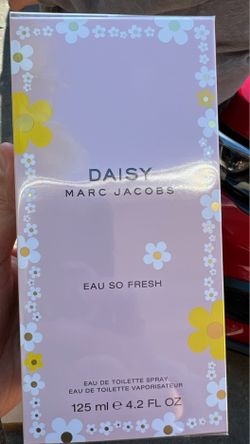 DAISY
MARC JACOBS
EAU SO FRESH
EAU DE TOILETTE SPRAY
EAU DE TOILETTE VAPORISATEUR
125 ml e 4.2 FL OZ